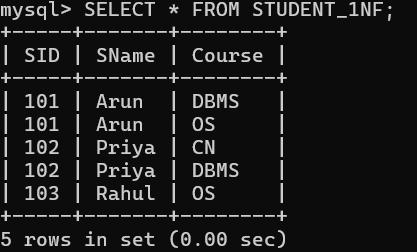 mysql> SELECT * FROM STUDENT_1NF;
+-----+-------+--------+
| SID | SName | Course |
+-----+-------+--------+
| 101 | Arun  | DBMS   |
| 101 | Arun  | OS     |
| 102 | Priya | CN     |
| 102 | Priya | DBMS   |
| 103 | Rahul | OS     |
+-----+-------+--------+
5 rows in set (0.00 sec)